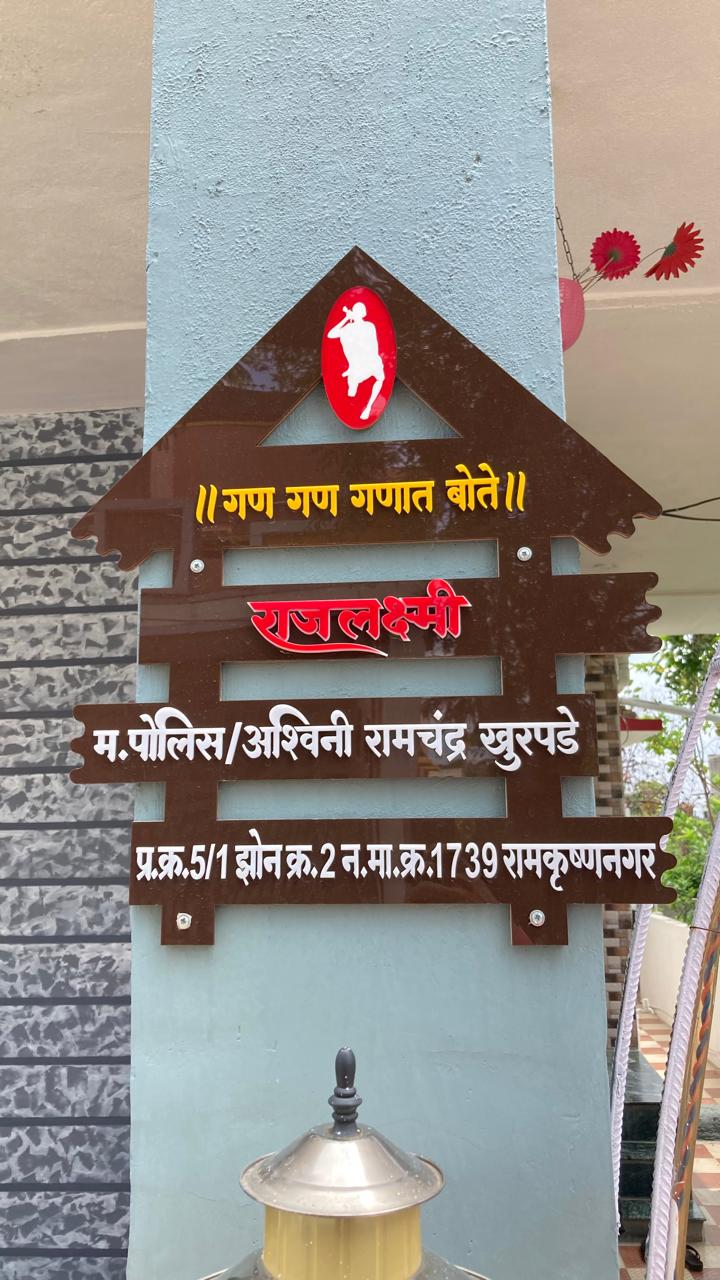 ॥गण गण गणात बोते॥
राजलक्ष्मी
म.पोलिस/अश्विनी रामचंद्र खुरपडे
प्र.क्र.5/1 झोन क्र.2 न.मा.क्र.1739 रामकृष्णनगर